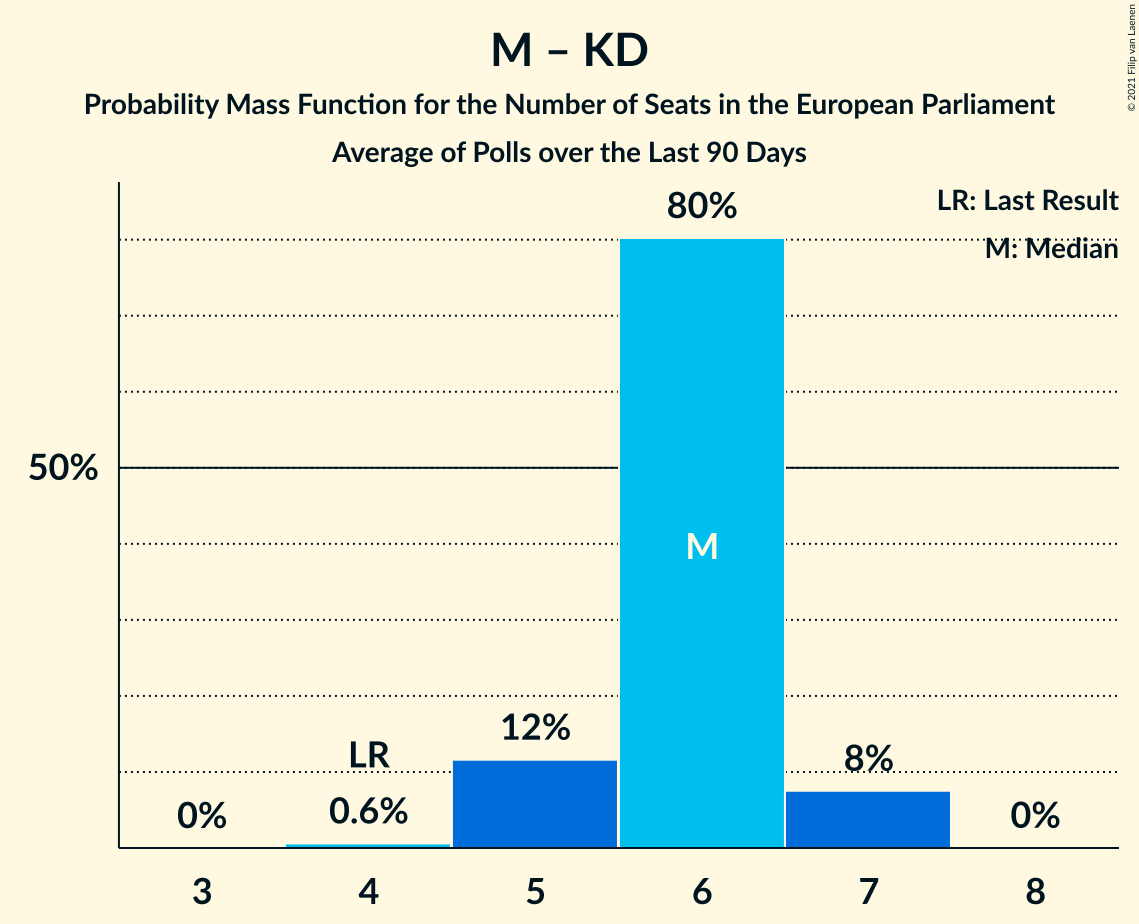 M – KD
Probability Mass Function for the Number of Seats in the European Parliament
Average of Polls over the Last 90 Days
© 2021 Filip van Laenen
LR: Last Result
M: Median
80%
50%
M
12%
LR
8%
0%
0.6%
0%
3 4 5 6 7 8